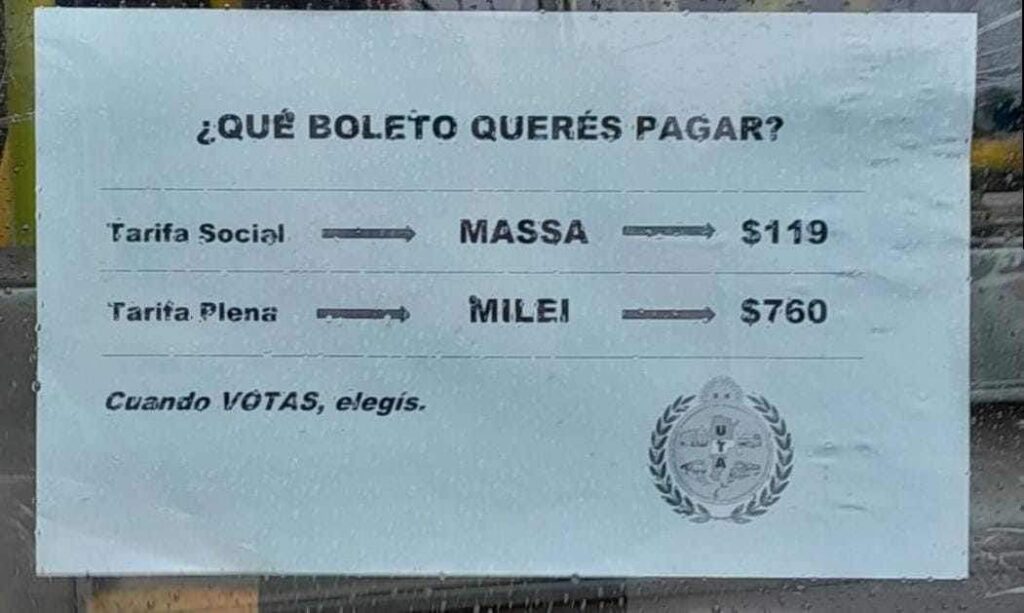 ¿QUÉ BOLETO QUERÉS PAGAR?
Tarifa Social MASSA $119
Tarifa Plena MILEI $760
Cuando VOTAS, elegís.
UTA